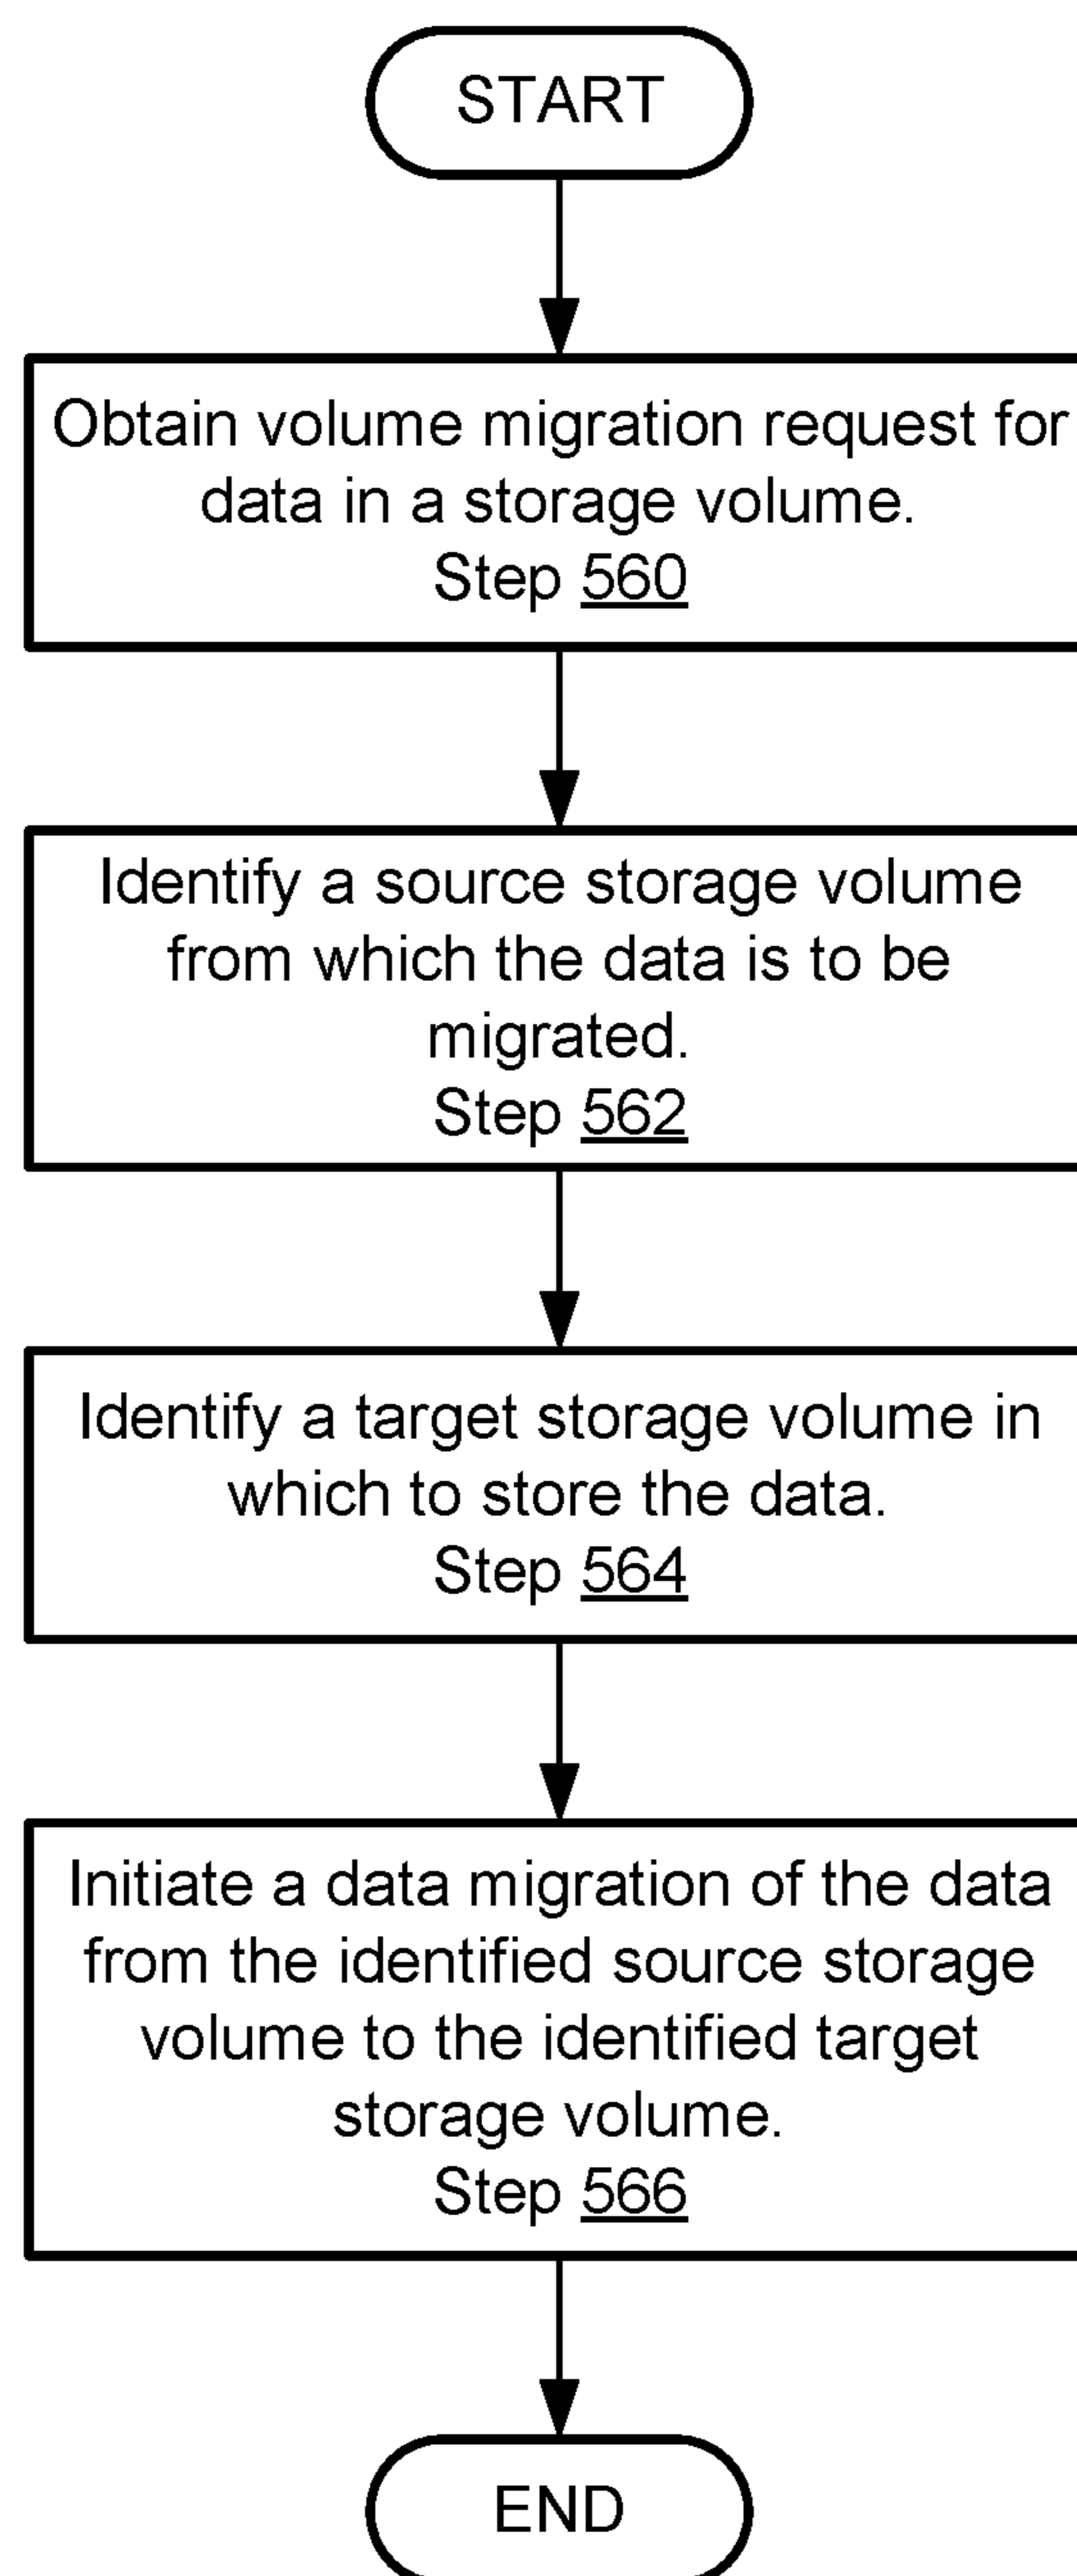 START
Obtain volume migration request for
data in a storage volume.
Step 560
Identify a source storage volume
from which the data is to be
migrated.
Step 562
Identify a target storage volume in
which to store the data.
Step 564
Initiate a data migration of the data
from the identified source storage
volume to the identified target
storage volume.
Step 566
END